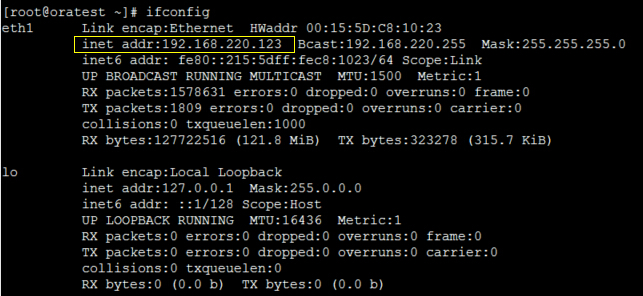 [root@oratest ~]# ifconfig
eth1 Link encap:Ethernet HWaddr 00:15:5D:C8:10:23
inet addr:192.168.220.123 Bcast:192.168.220.255 Mask:255.255.255.0
inet6 addr: fe80::215:5dff:fec8:1023/64 Scope:Link
UP BROADCAST RUNNING MULTICAST MTU:1500 Metric:1
RX packets:1578631 errors:0 dropped:0 overruns:0 frame:0
TX packets:1809 errors:0 dropped:0 overruns:0 carrier:0
collisions:0 txqueuelen:1000
RX bytes:127722516 (121.8 MiB) TX bytes:323278 (315.7 KiB)
lo Link encap:Local Loopback
inet addr:127.0.0.1 Mask:255.0.0.0
inet6 addr: ::1/128 Scope:Host
UP LOOPBACK RUNNING MTU:16436 Metric:1
RX packets:0 errors:0 dropped:0 overruns:0 frame:0
TX packets:0 errors:0 dropped:0 overruns:0 carrier:0
collisions:0 txqueuelen:0
RX bytes:0 (0.0 b) TX bytes:0 (0.0 b)